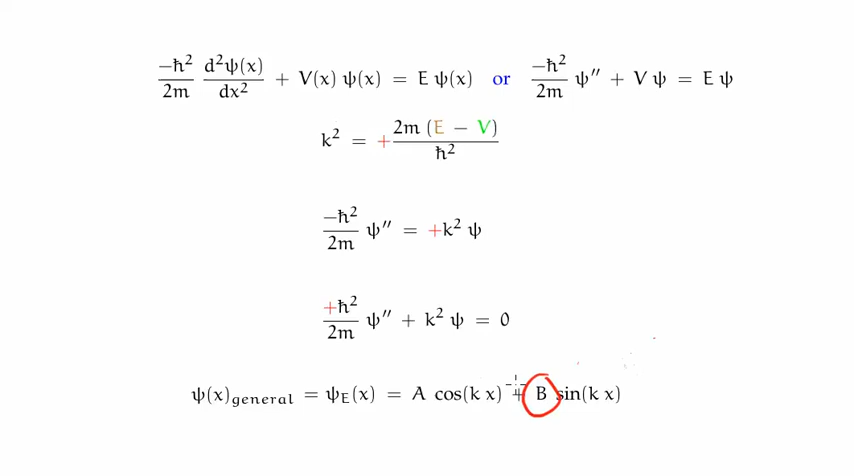 −ħ²/2m d²ψ(x)/dx² + V(x) ψ(x) = E ψ(x) or −ħ²/2m ψ′′ + V ψ = E ψ
k² = +2m (E − V)/ħ²
−ħ²/2m ψ′′ = +k² ψ
+ħ²/2m ψ′′ + k² ψ = 0
ψ(x)general = ψE(x) = A cos(k x) + B sin(k x)